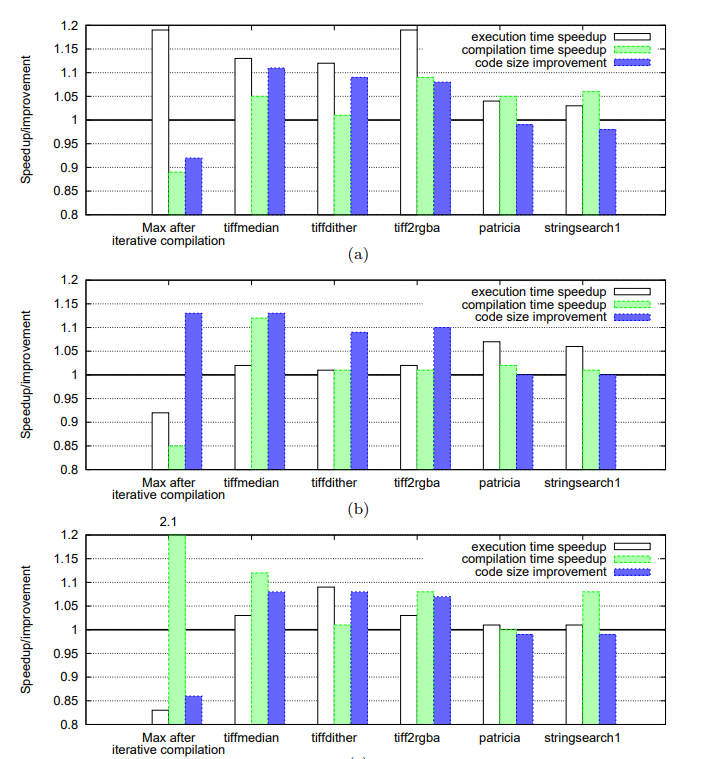 1.2
1.15
1.1
1.05
1
0.95
0.9
0.85
0.8
Speedup/improvement
execution time speedup
compilation time speedup
code size improvement
Max after
iterative compilation
tiffmedian
tiffdither
tiff2rgba
patricia
stringsearch1
(a)
1.2
1.15
1.1
1.05
1
0.95
0.9
0.85
0.8
Speedup/improvement
execution time speedup
compilation time speedup
code size improvement
Max after
iterative compilation
tiffmedian
tiffdither
tiff2rgba
patricia
stringsearch1
(b)
2.1
1.2
1.15
1.1
1.05
1
0.95
0.9
0.85
0.8
Speedup/improvement
execution time speedup
compilation time speedup
code size improvement
Max after
iterative compilation
tiffmedian
tiffdither
tiff2rgba
patricia
stringsearch1